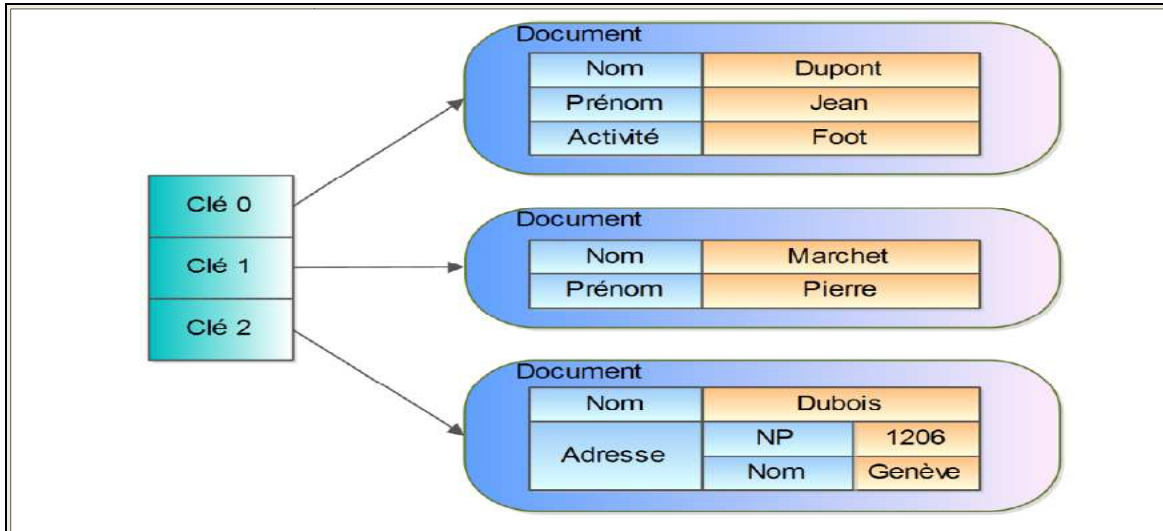 Document
Nom Dupont
Prénom Jean
Activité Foot
Clé 0
Clé 1
Clé 2
Document
Nom Marchet
Prénom Pierre
Document
Nom Dubois
Adresse NP 1206
Nom Genève